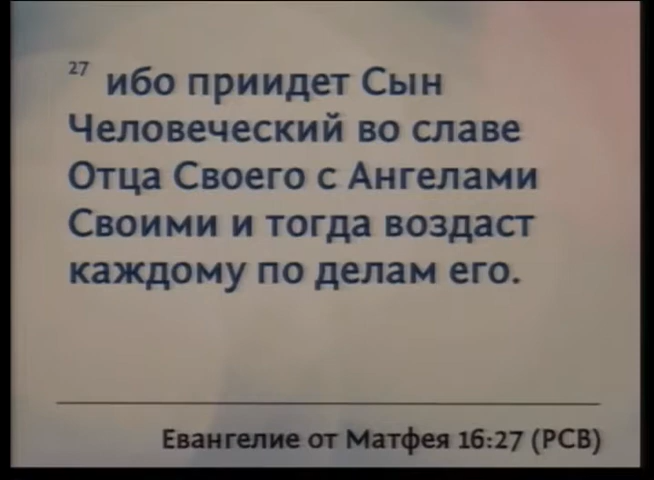 27 ибо приидет Сын
Человеческий во славе
Отца Своего с Ангелами
Своими и тогда воздаст
каждому по делам его.
Евангелие от Матфея 16:27 (РСВ)